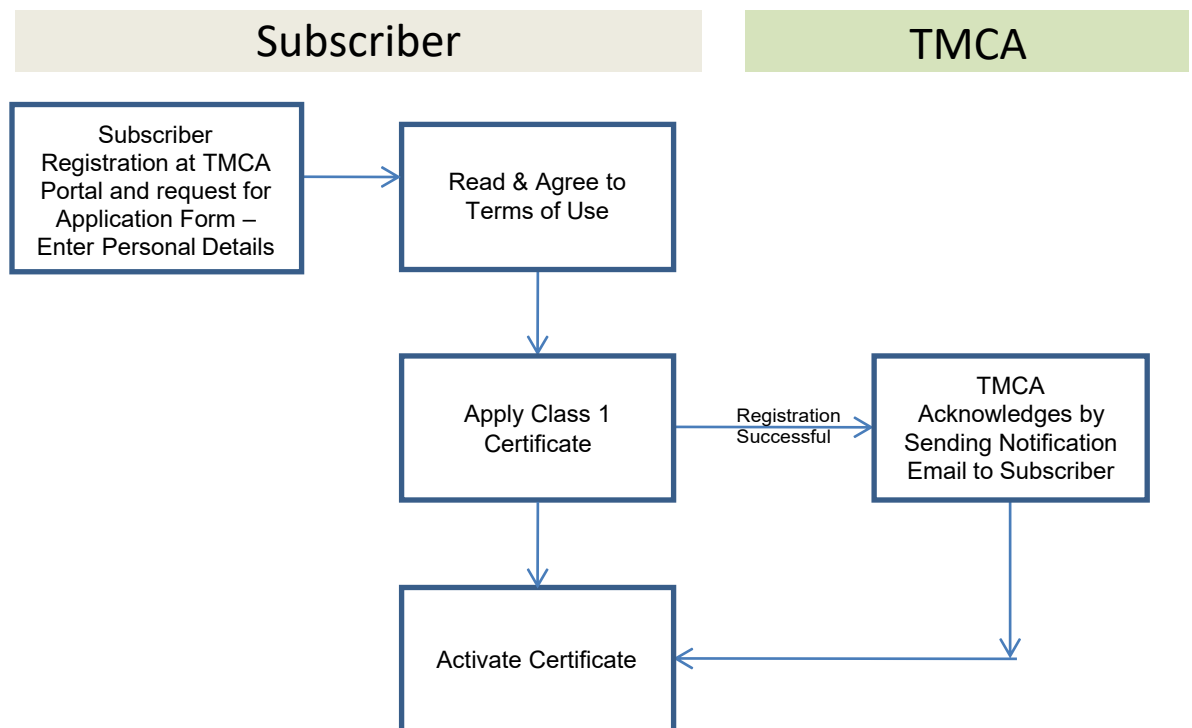 Subscriber
TMCA
Subscriber
Registration at TMCA
Portal and request for
Application Form –
Enter Personal Details
Read & Agree to
Terms of Use
Apply Class 1
Certificate
Registration
Successful
TMCA
Acknowledges by
Sending Notification
Email to Subscriber
Activate Certificate